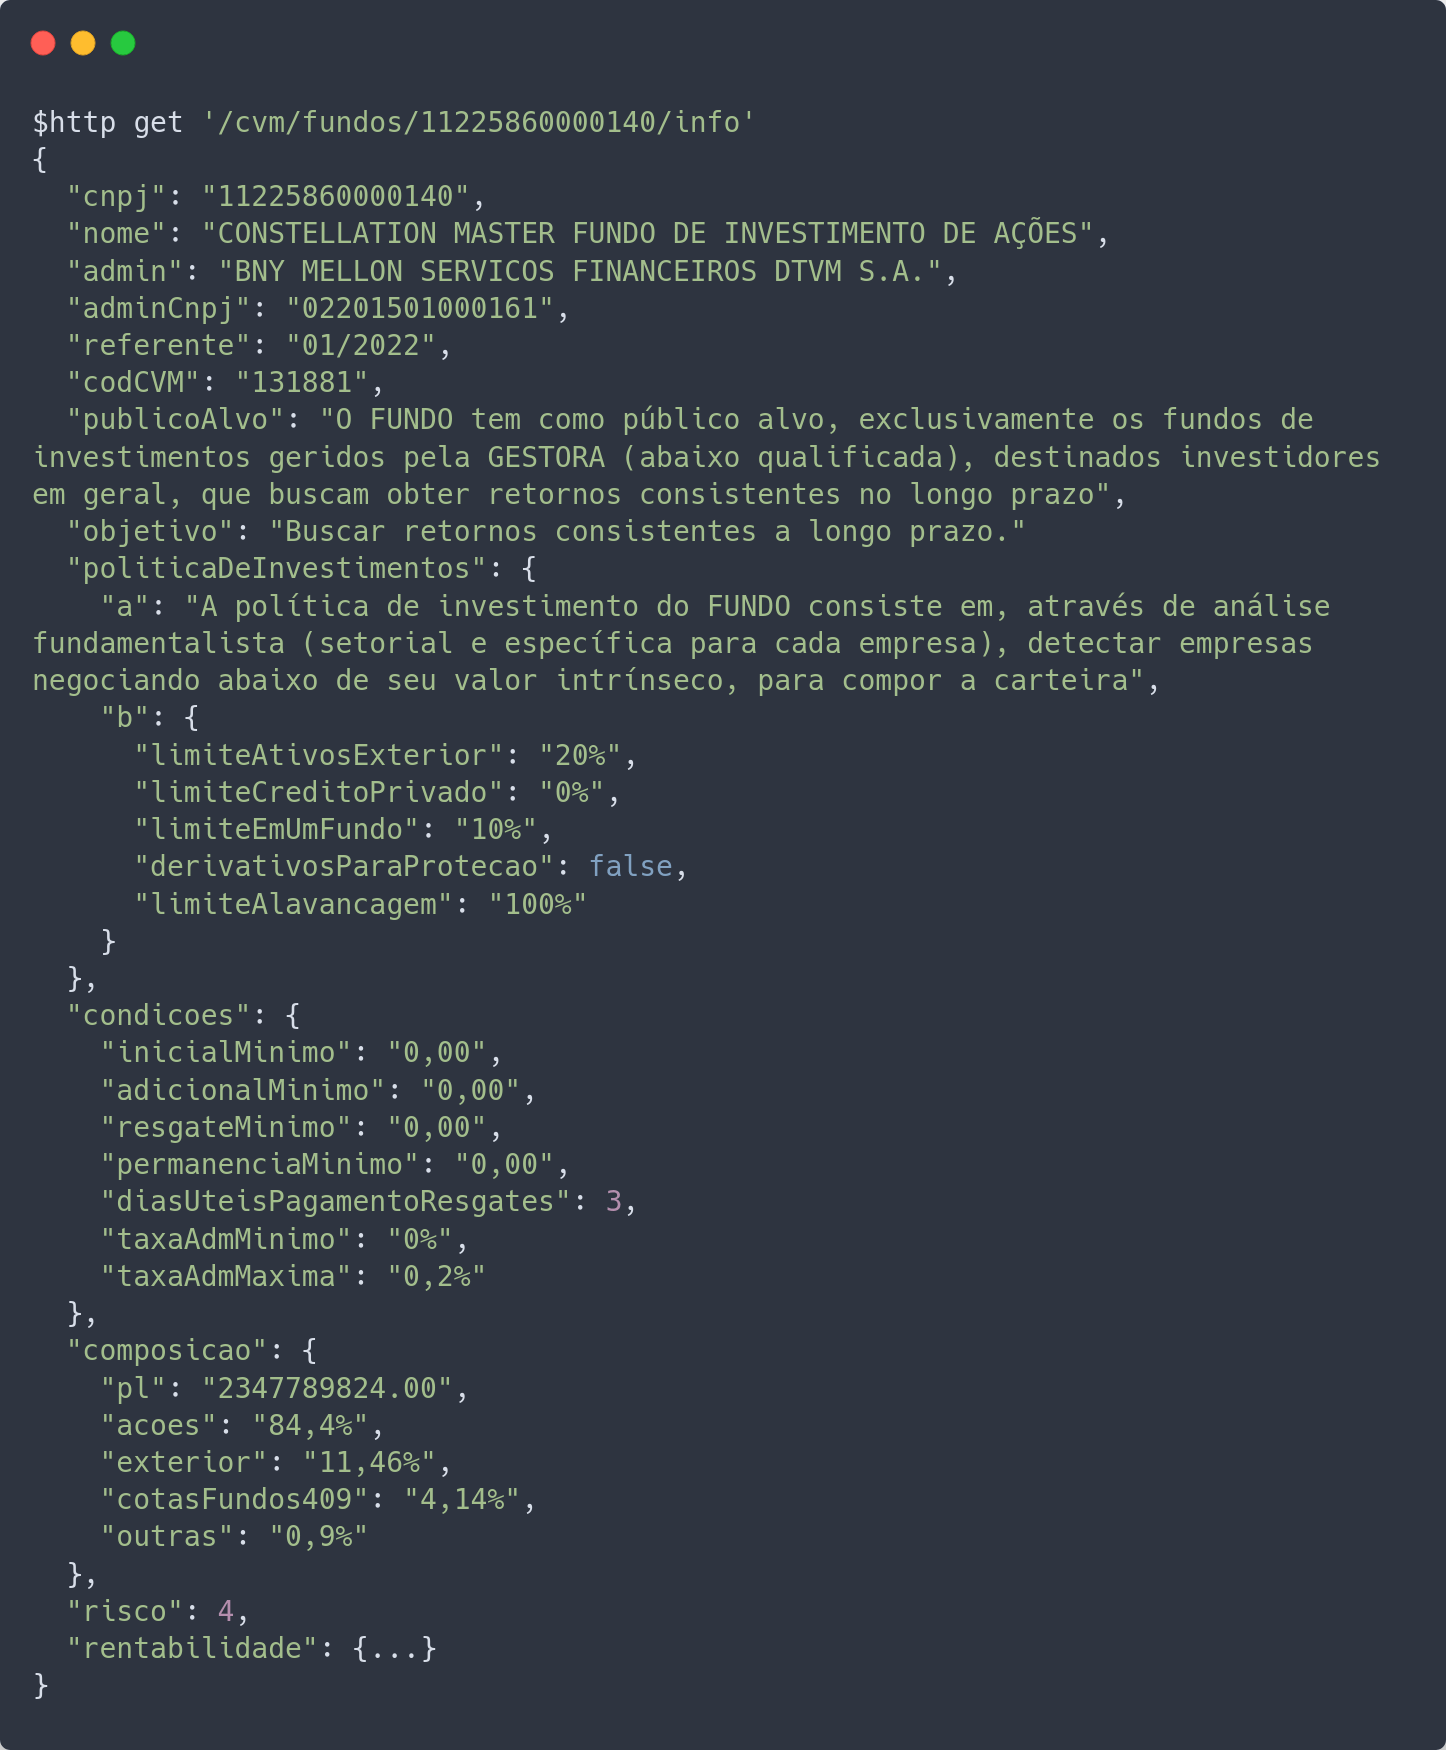 $http get '/cvm/fundos/11225860000140/info'
{
  "cnpj": "11225860000140",
  "nome": "CONSTELLATION MASTER FUNDO DE INVESTIMENTO DE AÇÕES",
  "admin": "BNY MELLON SERVICOS FINANCEIROS DTVM S.A.",
  "adminCnpj": "02201501000161",
  "referente": "01/2022",
  "codCVM": "131881",
  "publicoAlvo": "O FUNDO tem como público alvo, exclusivamente os fundos de
investimentos geridos pela GESTORA (abaixo qualificada), destinados investidores
em geral, que buscam obter retornos consistentes no longo prazo",
  "objetivo": "Buscar retornos consistentes a longo prazo."
  "politicaDeInvestimentos": {
    "a": "A política de investimento do FUNDO consiste em, através de análise
fundamentalista (setorial e específica para cada empresa), detectar empresas
negociando abaixo de seu valor intrínseco, para compor a carteira",
    "b": {
      "limiteAtivosExterior": "20%",
      "limiteCreditoPrivado": "0%",
      "limiteEmUmFundo": "10%",
      "derivativosParaProtecao": false,
      "limiteAlavancagem": "100%"
    }
  },
  "condicoes": {
    "inicialMinimo": "0,00",
    "adicionalMinimo": "0,00",
    "resgateMinimo": "0,00",
    "permanenciaMinimo": "0,00",
    "diasUteisPagamentoResgates": 3,
    "taxaAdmMinimo": "0%",
    "taxaAdmMaxima": "0,2%"
  },
  "composicao": {
    "pl": "2347789824.00",
    "acoes": "84,4%",
    "exterior": "11,46%",
    "cotasFundos409": "4,14%",
    "outras": "0,9%"
  },
  "risco": 4,
  "rentabilidade": {...}
}